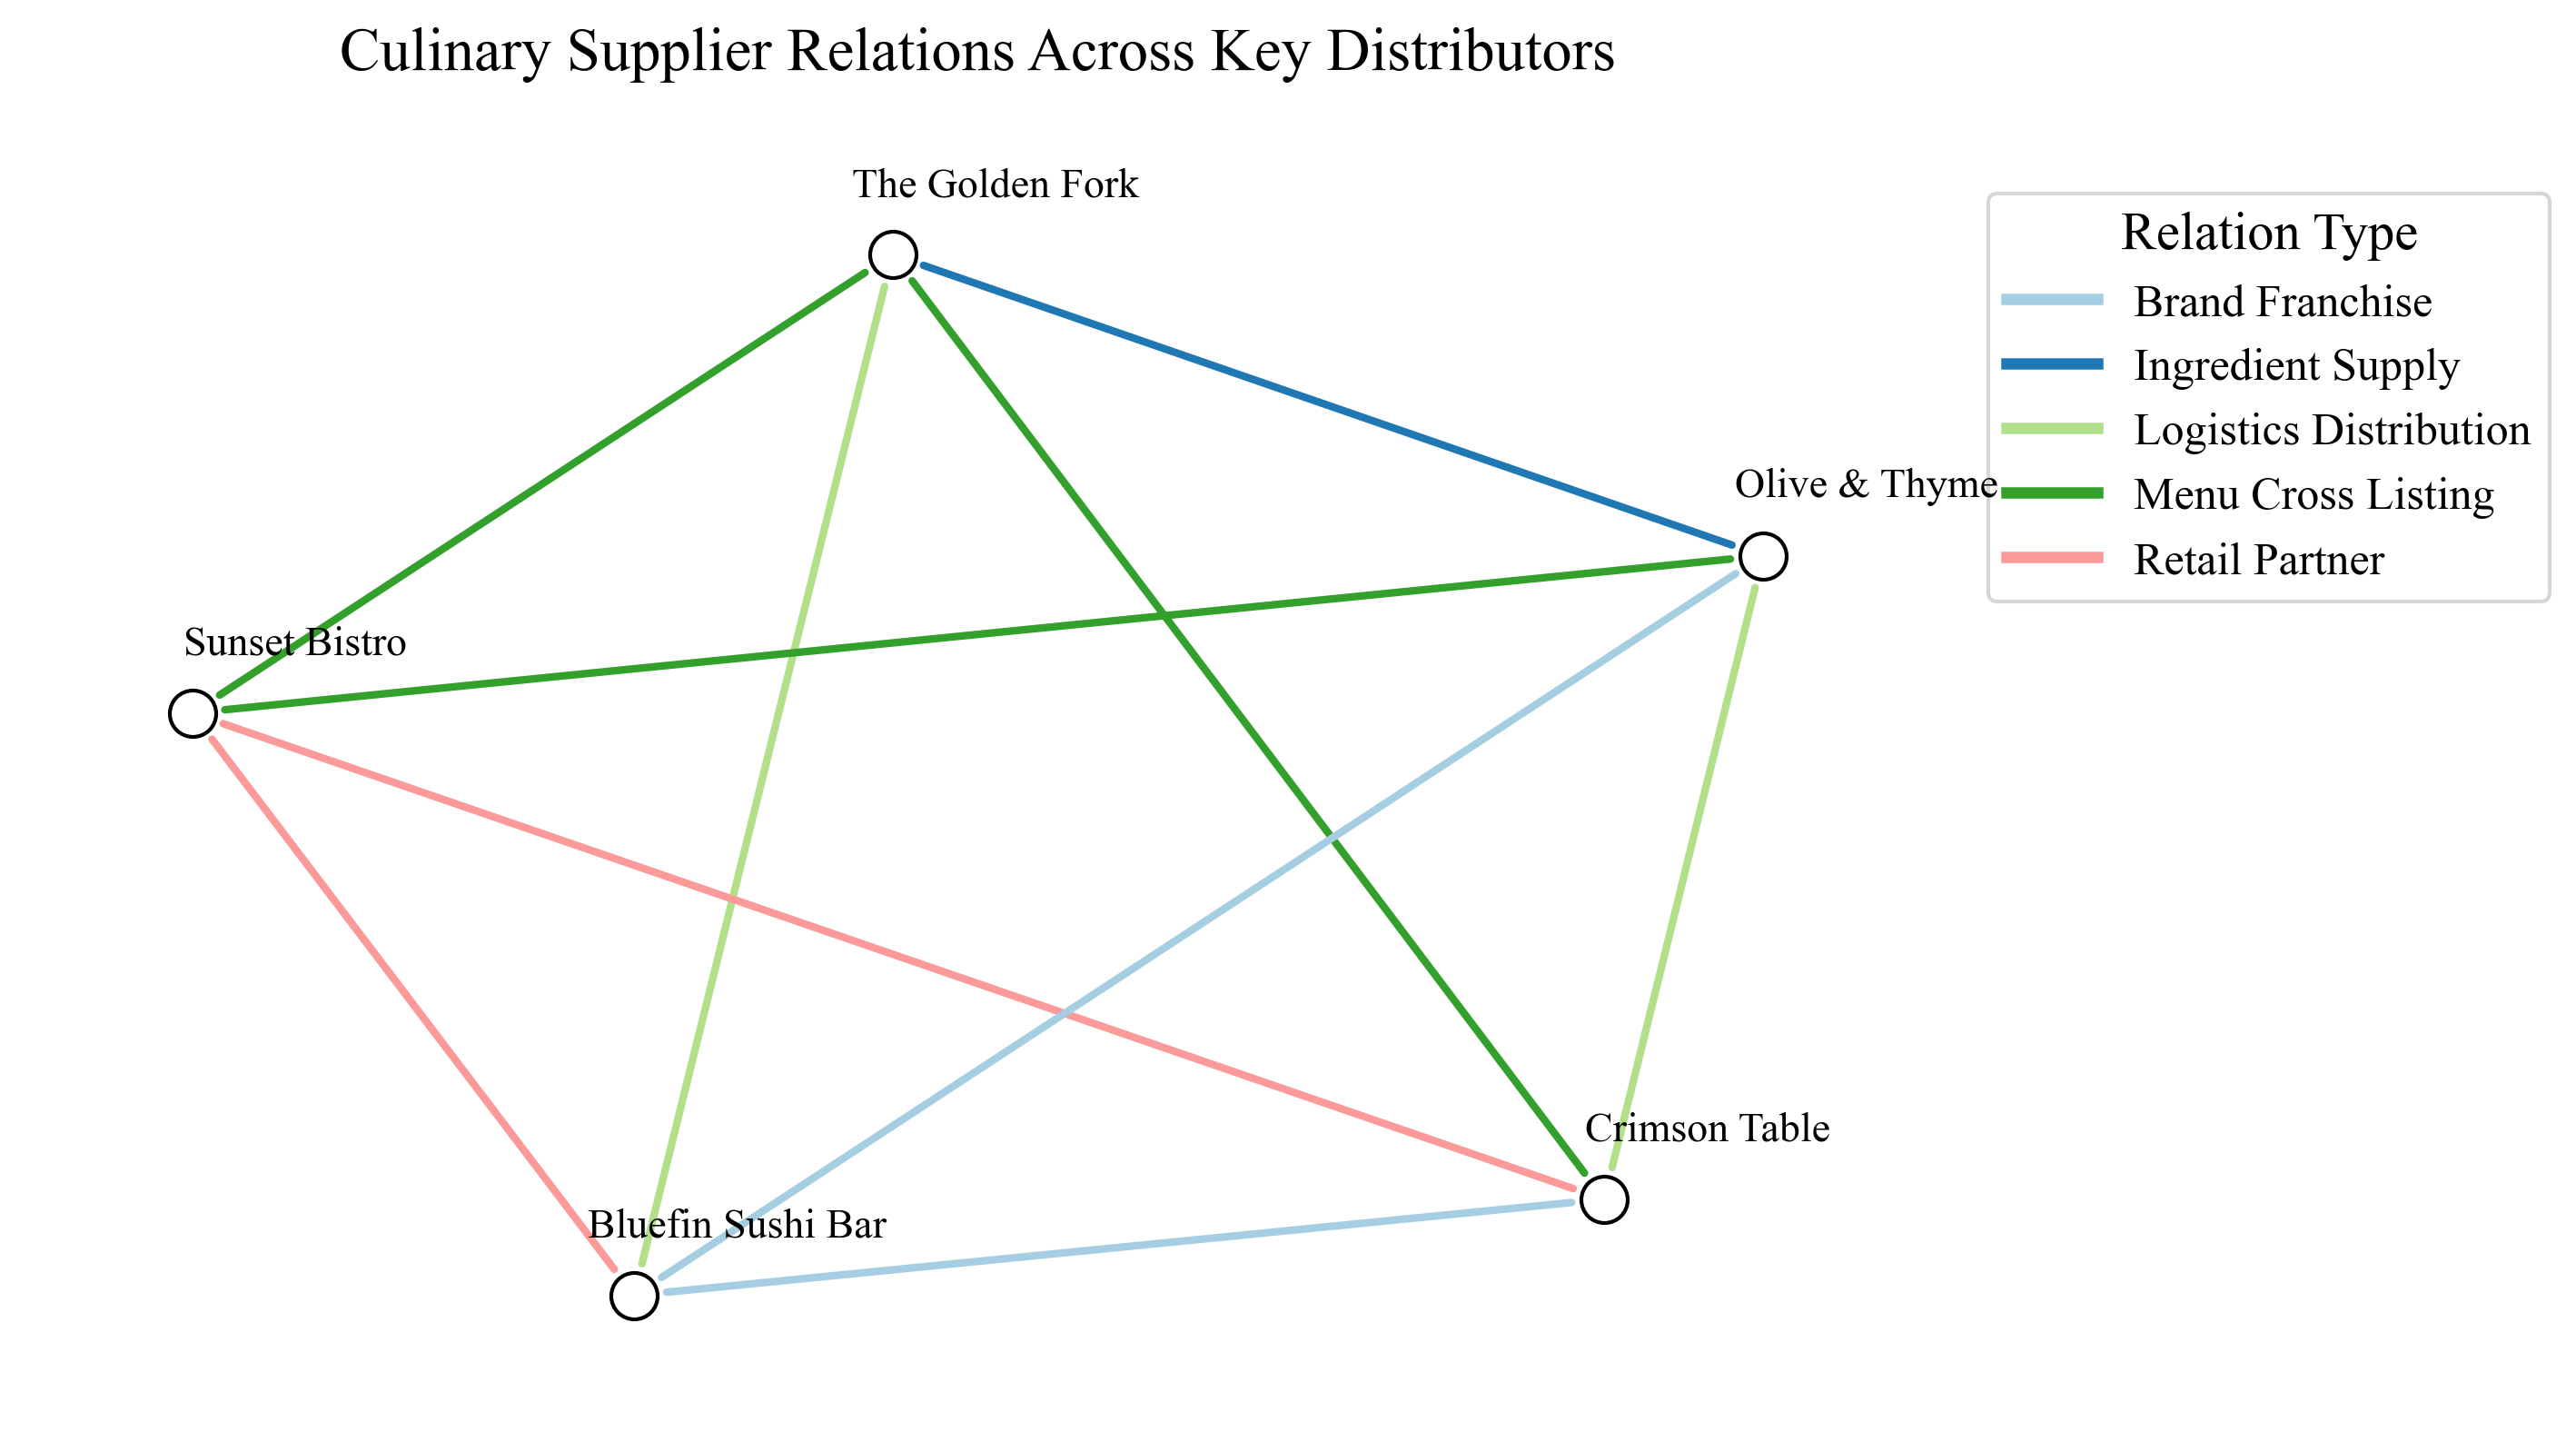 Culinary Supplier Relations Across Key Distributors
The Golden Fork
Relation Type
Brand Franchise
Ingredient Supply
Logistics Distribution
Menu Cross Listing
Retail Partner
Olive & Thyme
Sunset Bistro
Crimson Table
Bluefin Sushi Bar